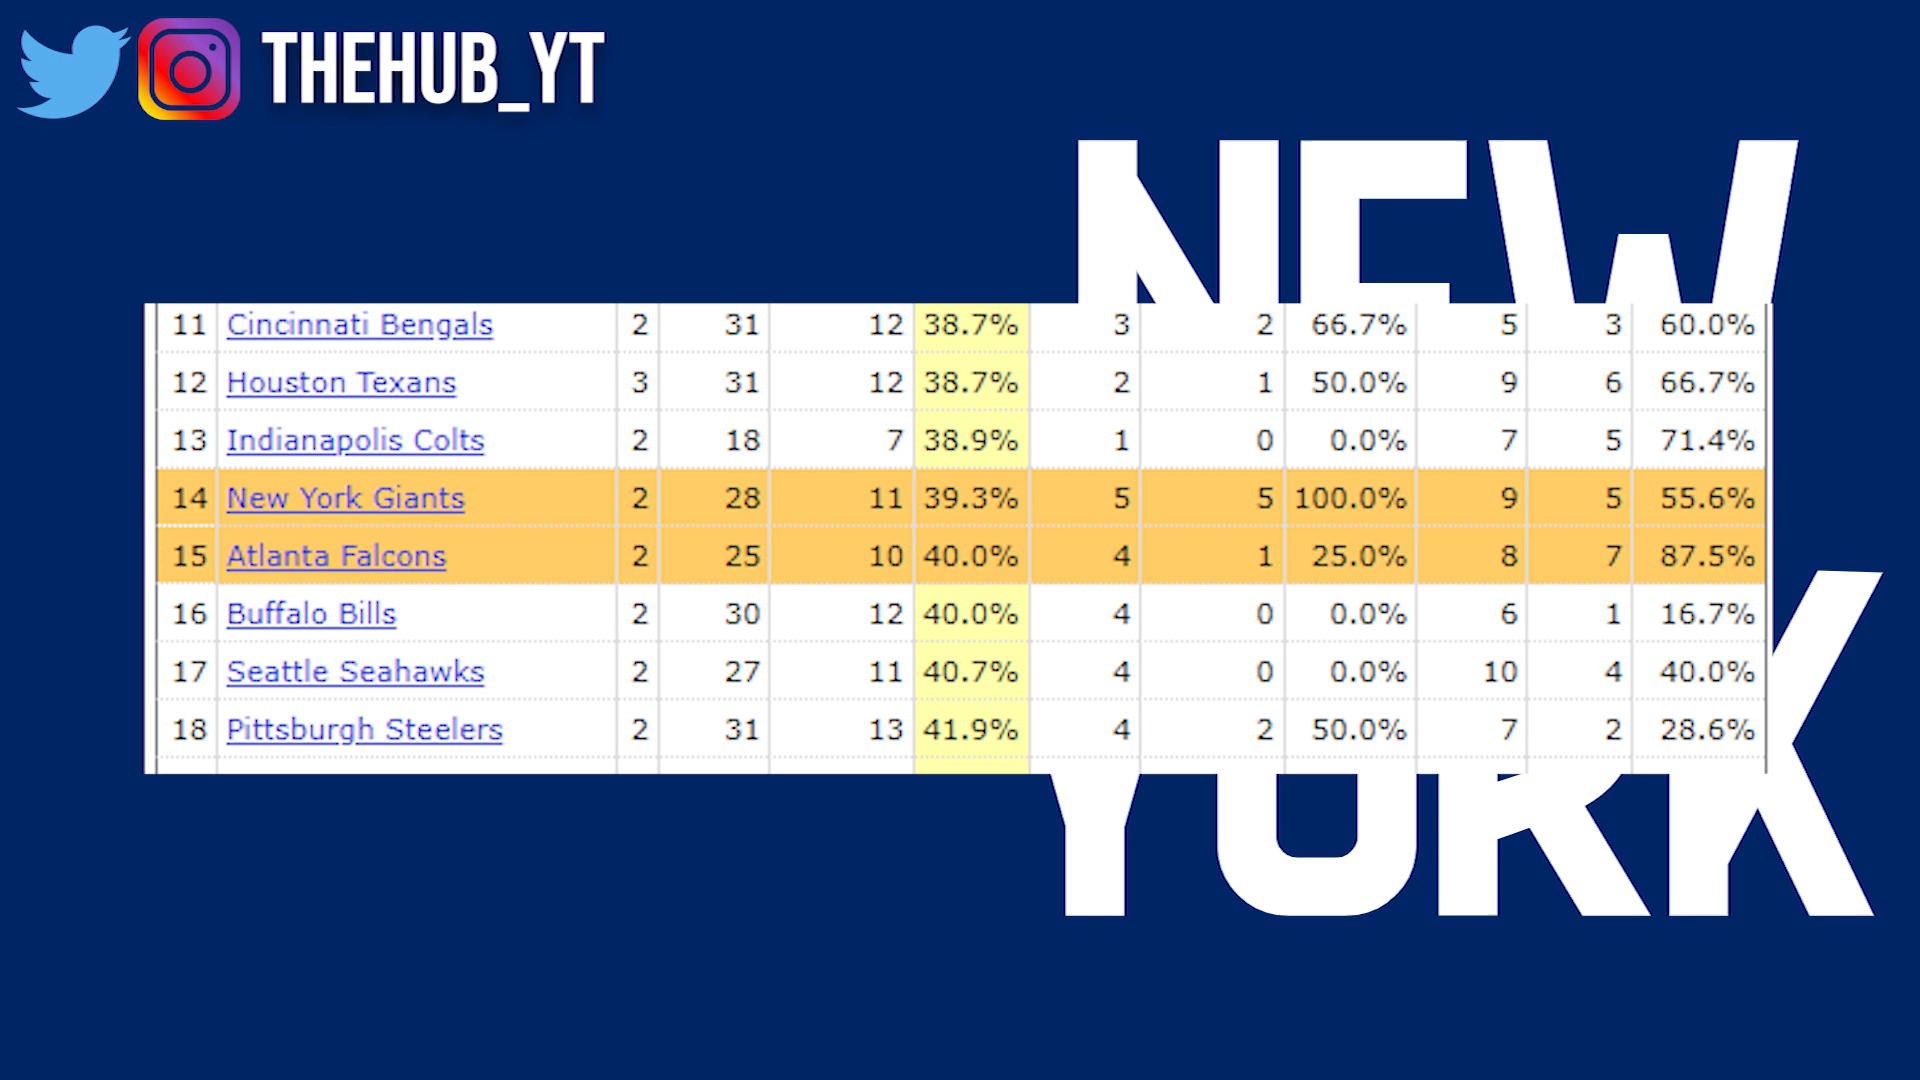 THEHUB_YT
NEW
11 Cincinnati Bengals 2 31 12 38.7% 3 2 66.7% 5 3 60.0%
12 Houston Texans 3 31 12 38.7% 2 1 50.0% 9 6 66.7%
13 Indianapolis Colts 2 18 7 38.9% 1 0 0.0% 7 5 71.4%
14 New York Giants 2 28 11 39.3% 5 5 100.0% 9 5 55.6%
15 Atlanta Falcons 2 25 10 40.0% 4 1 25.0% 8 7 87.5%
16 Buffalo Bills 2 30 12 40.0% 4 0 0.0% 6 1 16.7%
17 Seattle Seahawks 2 27 11 40.7% 4 0 0.0% 10 4 40.0%
18 Pittsburgh Steelers 2 31 13 41.9% 4 2 50.0% 7 2 28.6%
YORK